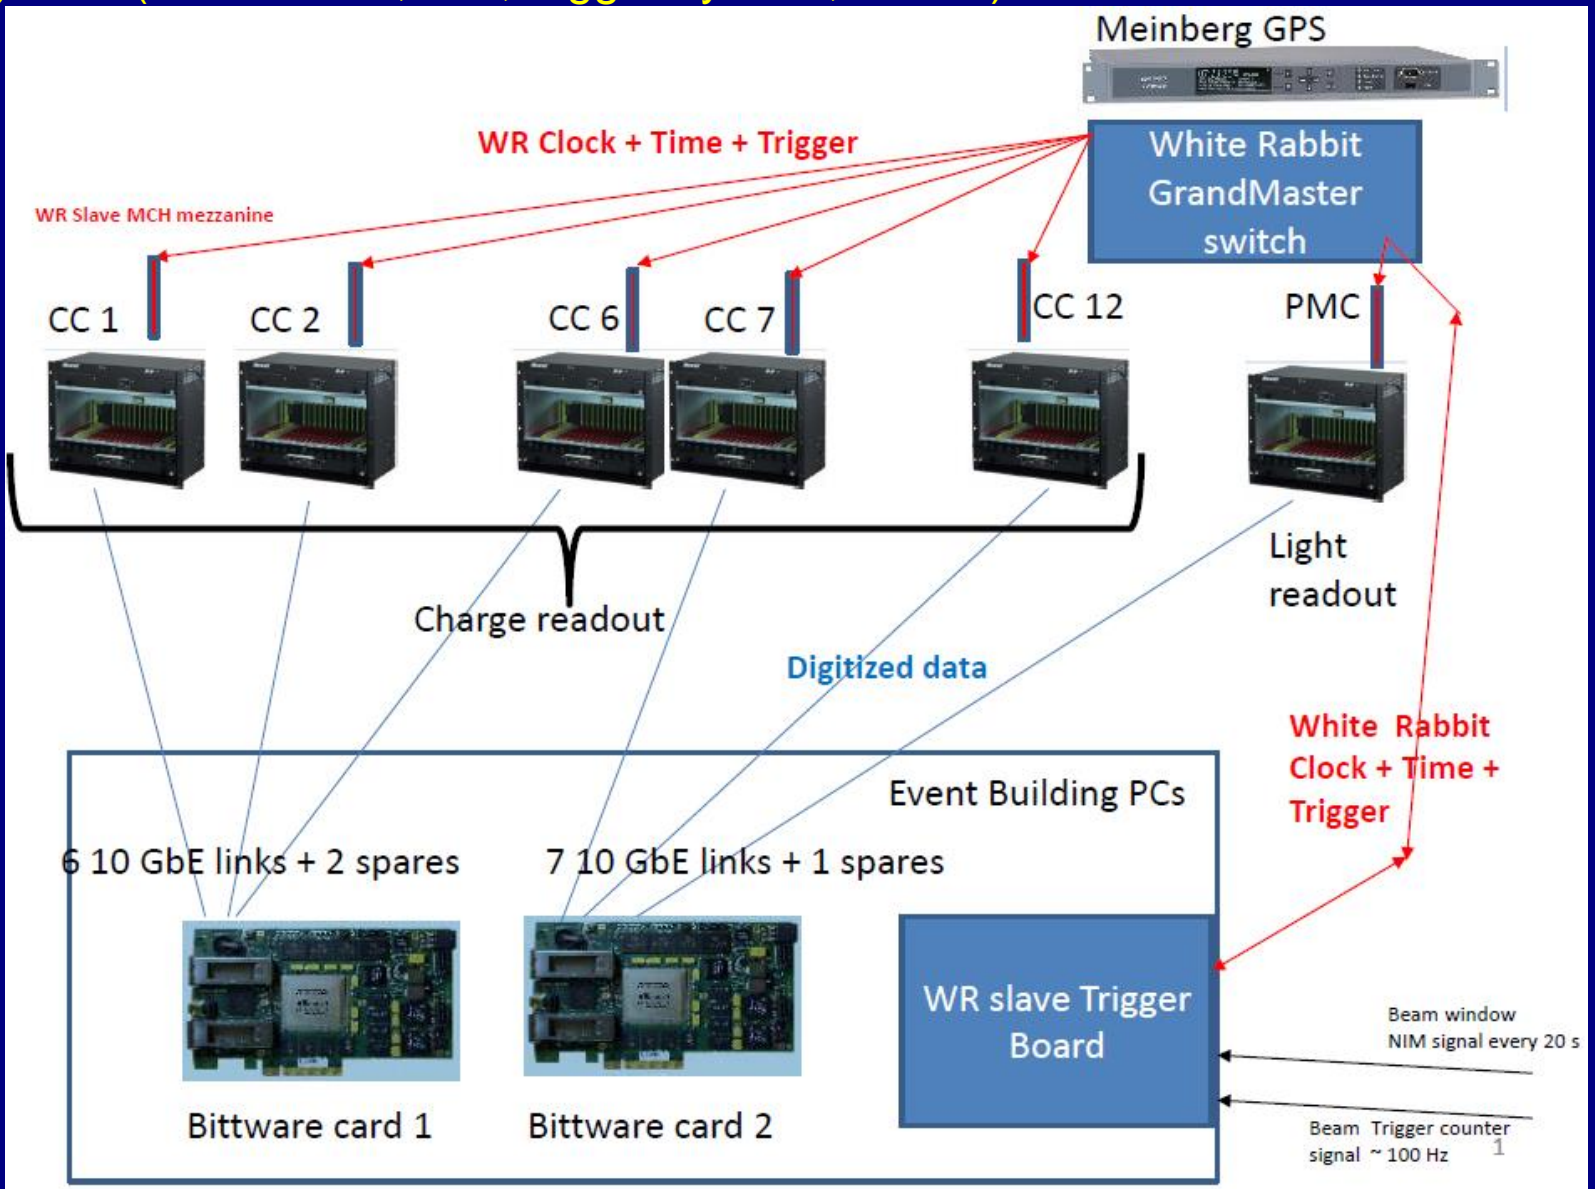 Meinberg GPS
WR Clock + Time + Trigger
White Rabbit
GrandMaster
switch
WR Slave MCH mezzanine
CC 1
CC 2
CC 6
CC 7
CC 12
PMC
Light
readout
Charge readout
Digitized data
White Rabbit
Clock + Time +
Trigger
Event Building PCs
6 10 GbE links + 2 spares
7 10 GbE links + 1 spares
WR slave Trigger
Board
Beam window
NIM signal every 20 s
Bittware card 1
Bittware card 2
Beam Trigger counter
signal ~ 100 Hz
1